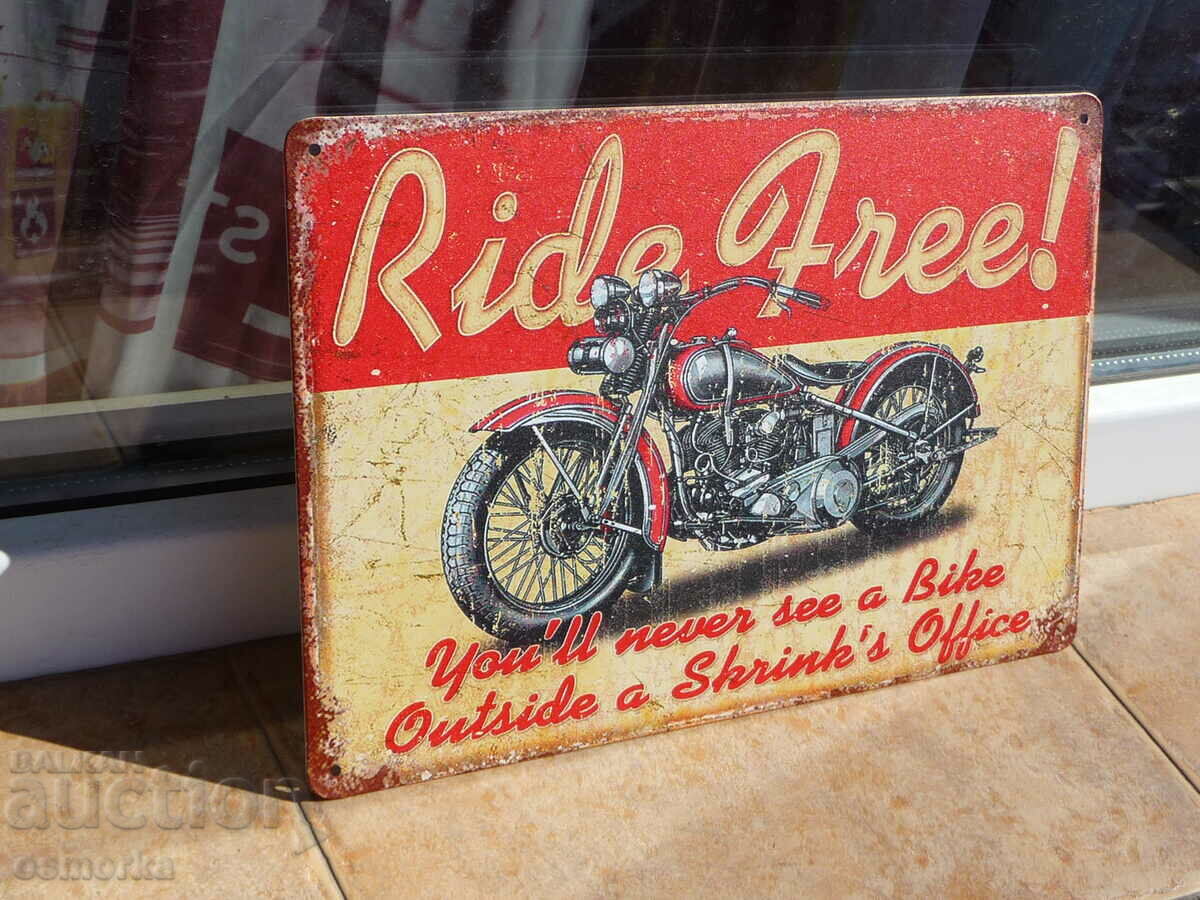 Ride Free!
You'll never see a Bike
Outside a Shrink's Office
BALKAN
auction
osmorka